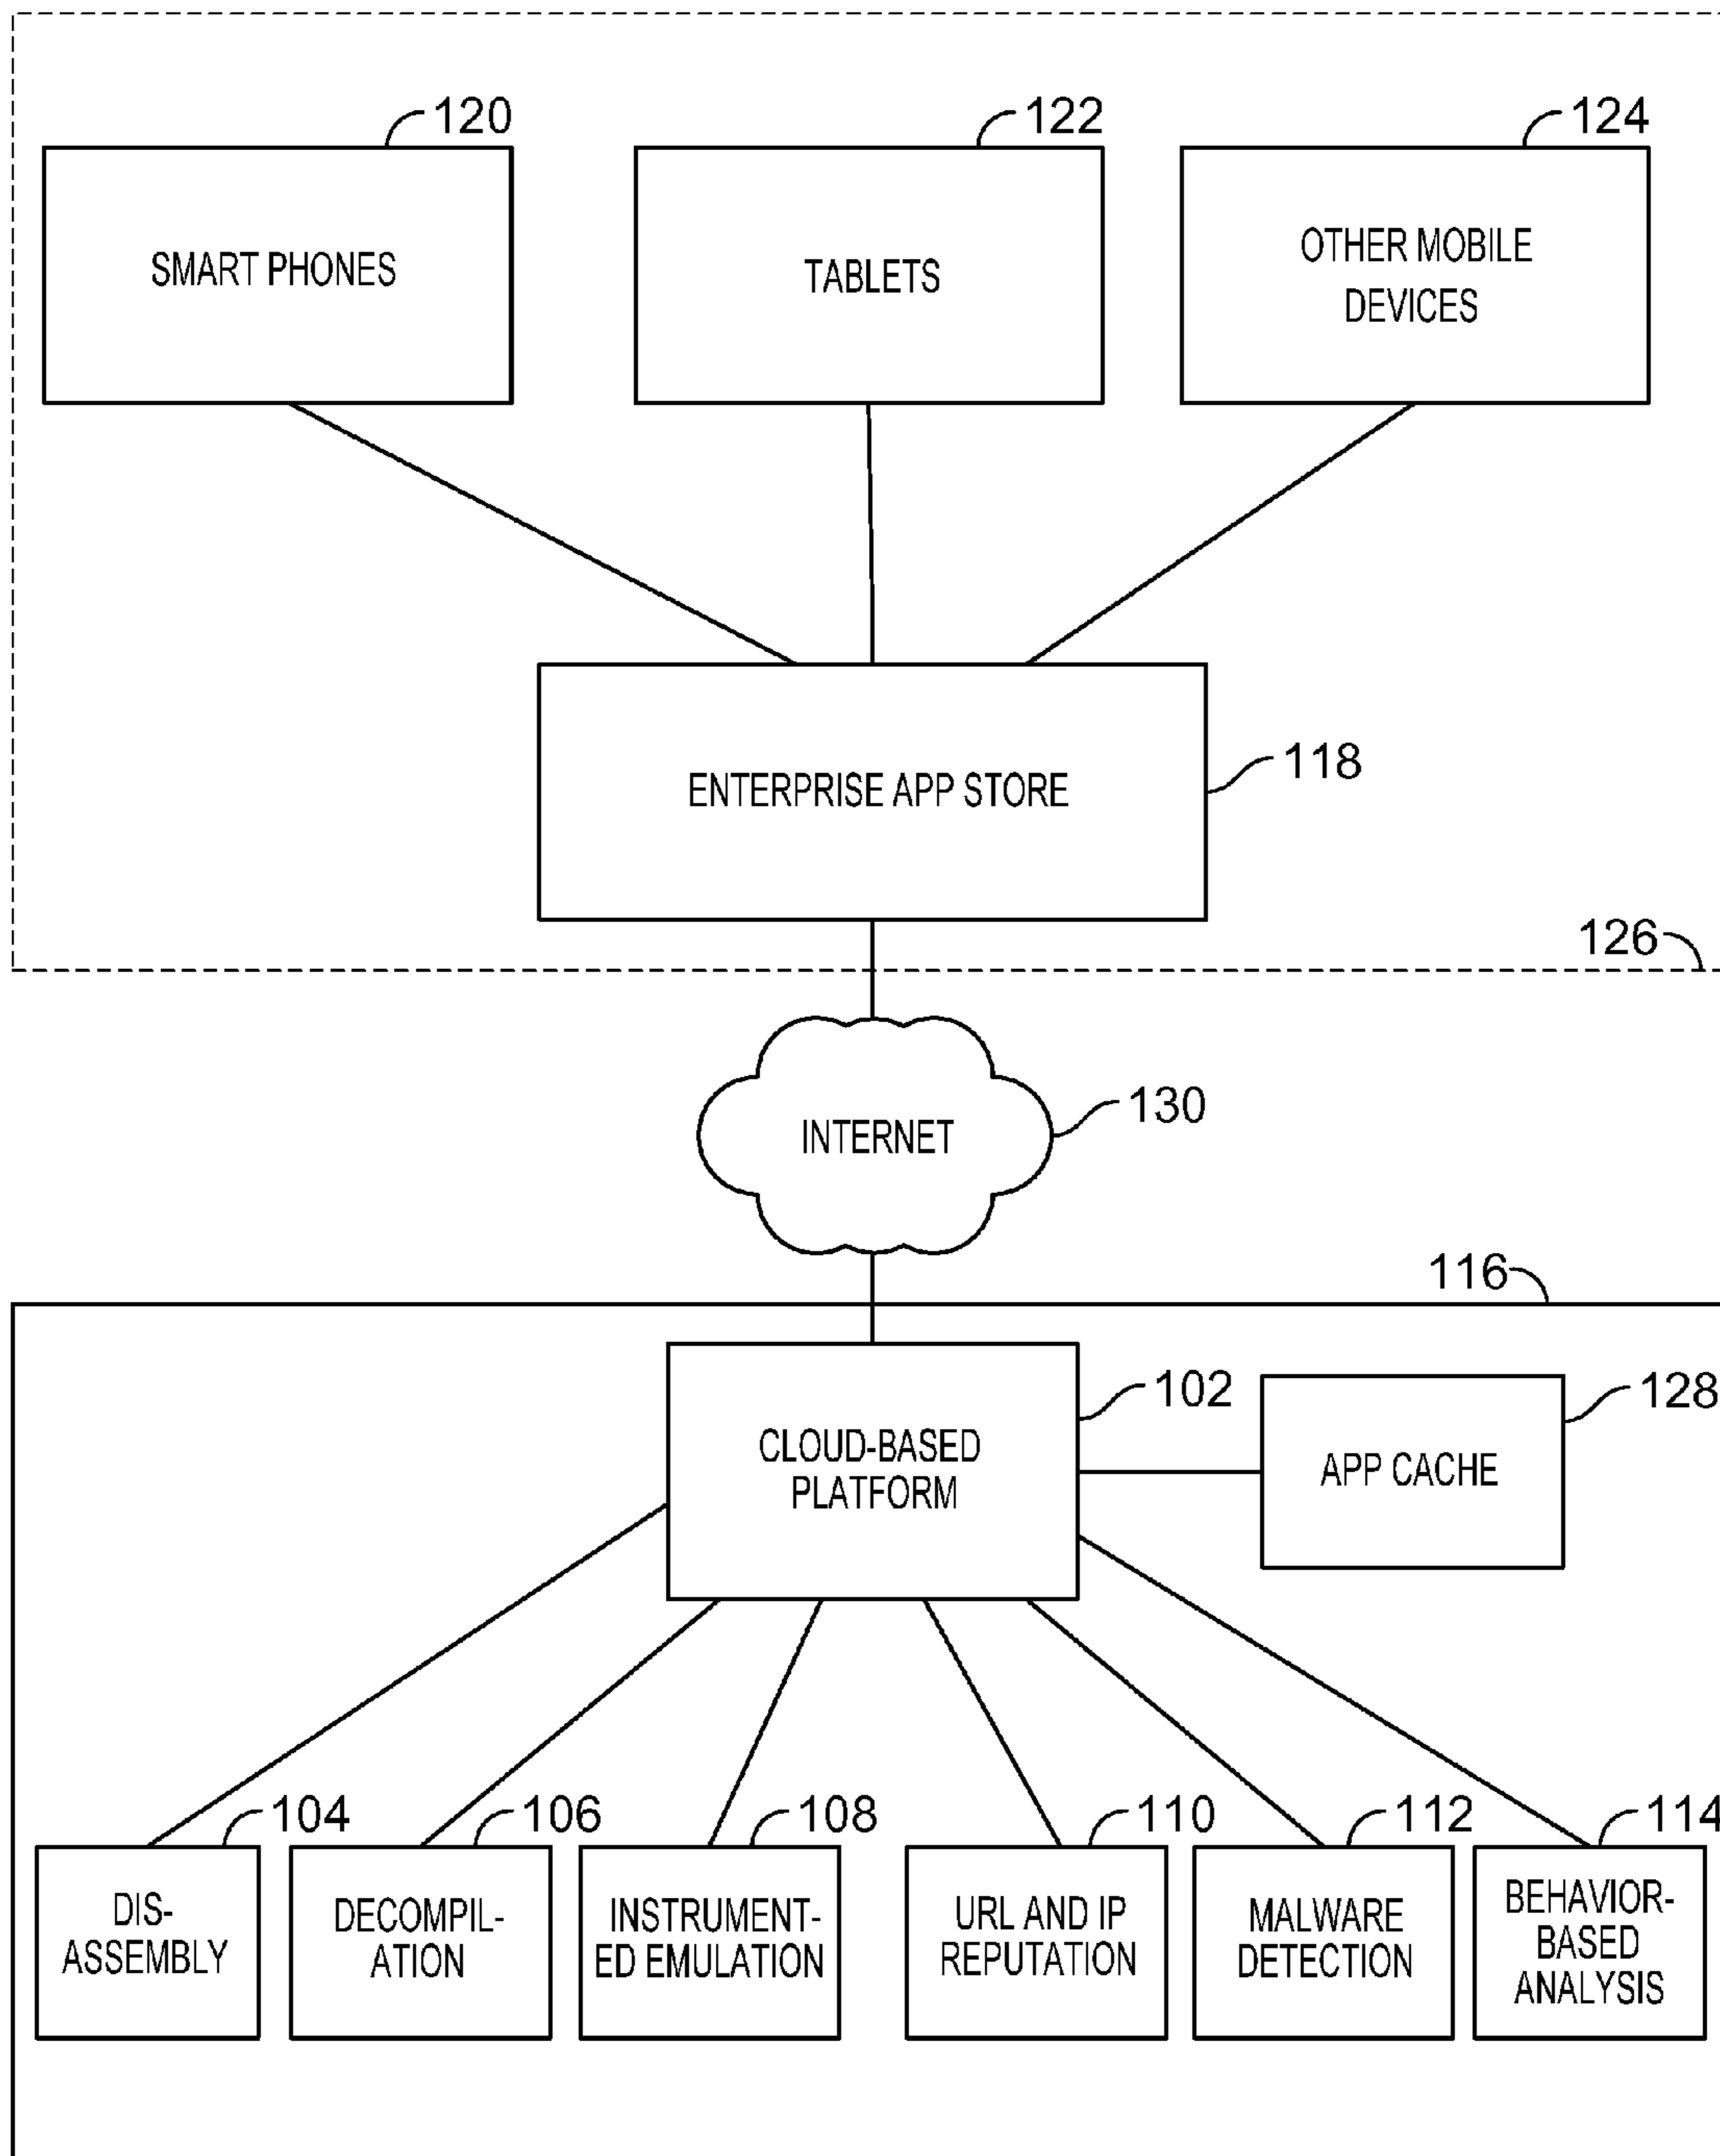 120
122
124
SMART PHONES
TABLETS
OTHER MOBILE
DEVICES
ENTERPRISE APP STORE
118
126
INTERNET
130
116
CLOUD-BASED
PLATFORM
102
APP CACHE
128
104
106
108
110
112
114
DIS-
ASSEMBLY
DECOMPIL-
ATION
INSTRUMENT-
ED EMULATION
URL AND IP
REPUTATION
MALWARE
DETECTION
BEHAVIOR-
BASED
ANALYSIS